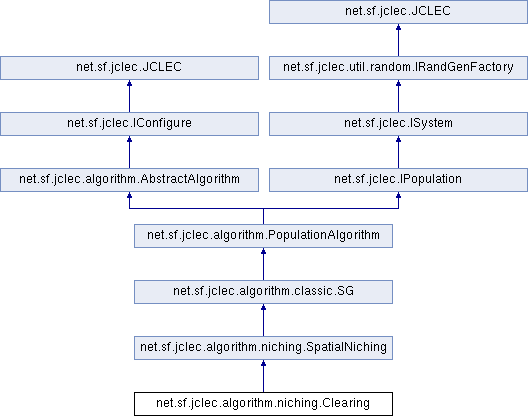 net.sf.jclec.JCLEC
net.sf.jclec.JCLEC
net.sf.jclec.util.random.IRandGenFactory
net.sf.jclec.IConfigure
net.sf.jclec.ISystem
net.sf.jclec.algorithm.AbstractAlgorithm
net.sf.jclec.IPopulation
net.sf.jclec.algorithm.PopulationAlgorithm
net.sf.jclec.algorithm.classic.SG
net.sf.jclec.algorithm.niching.SpatialNiching
net.sf.jclec.algorithm.niching.Clearing